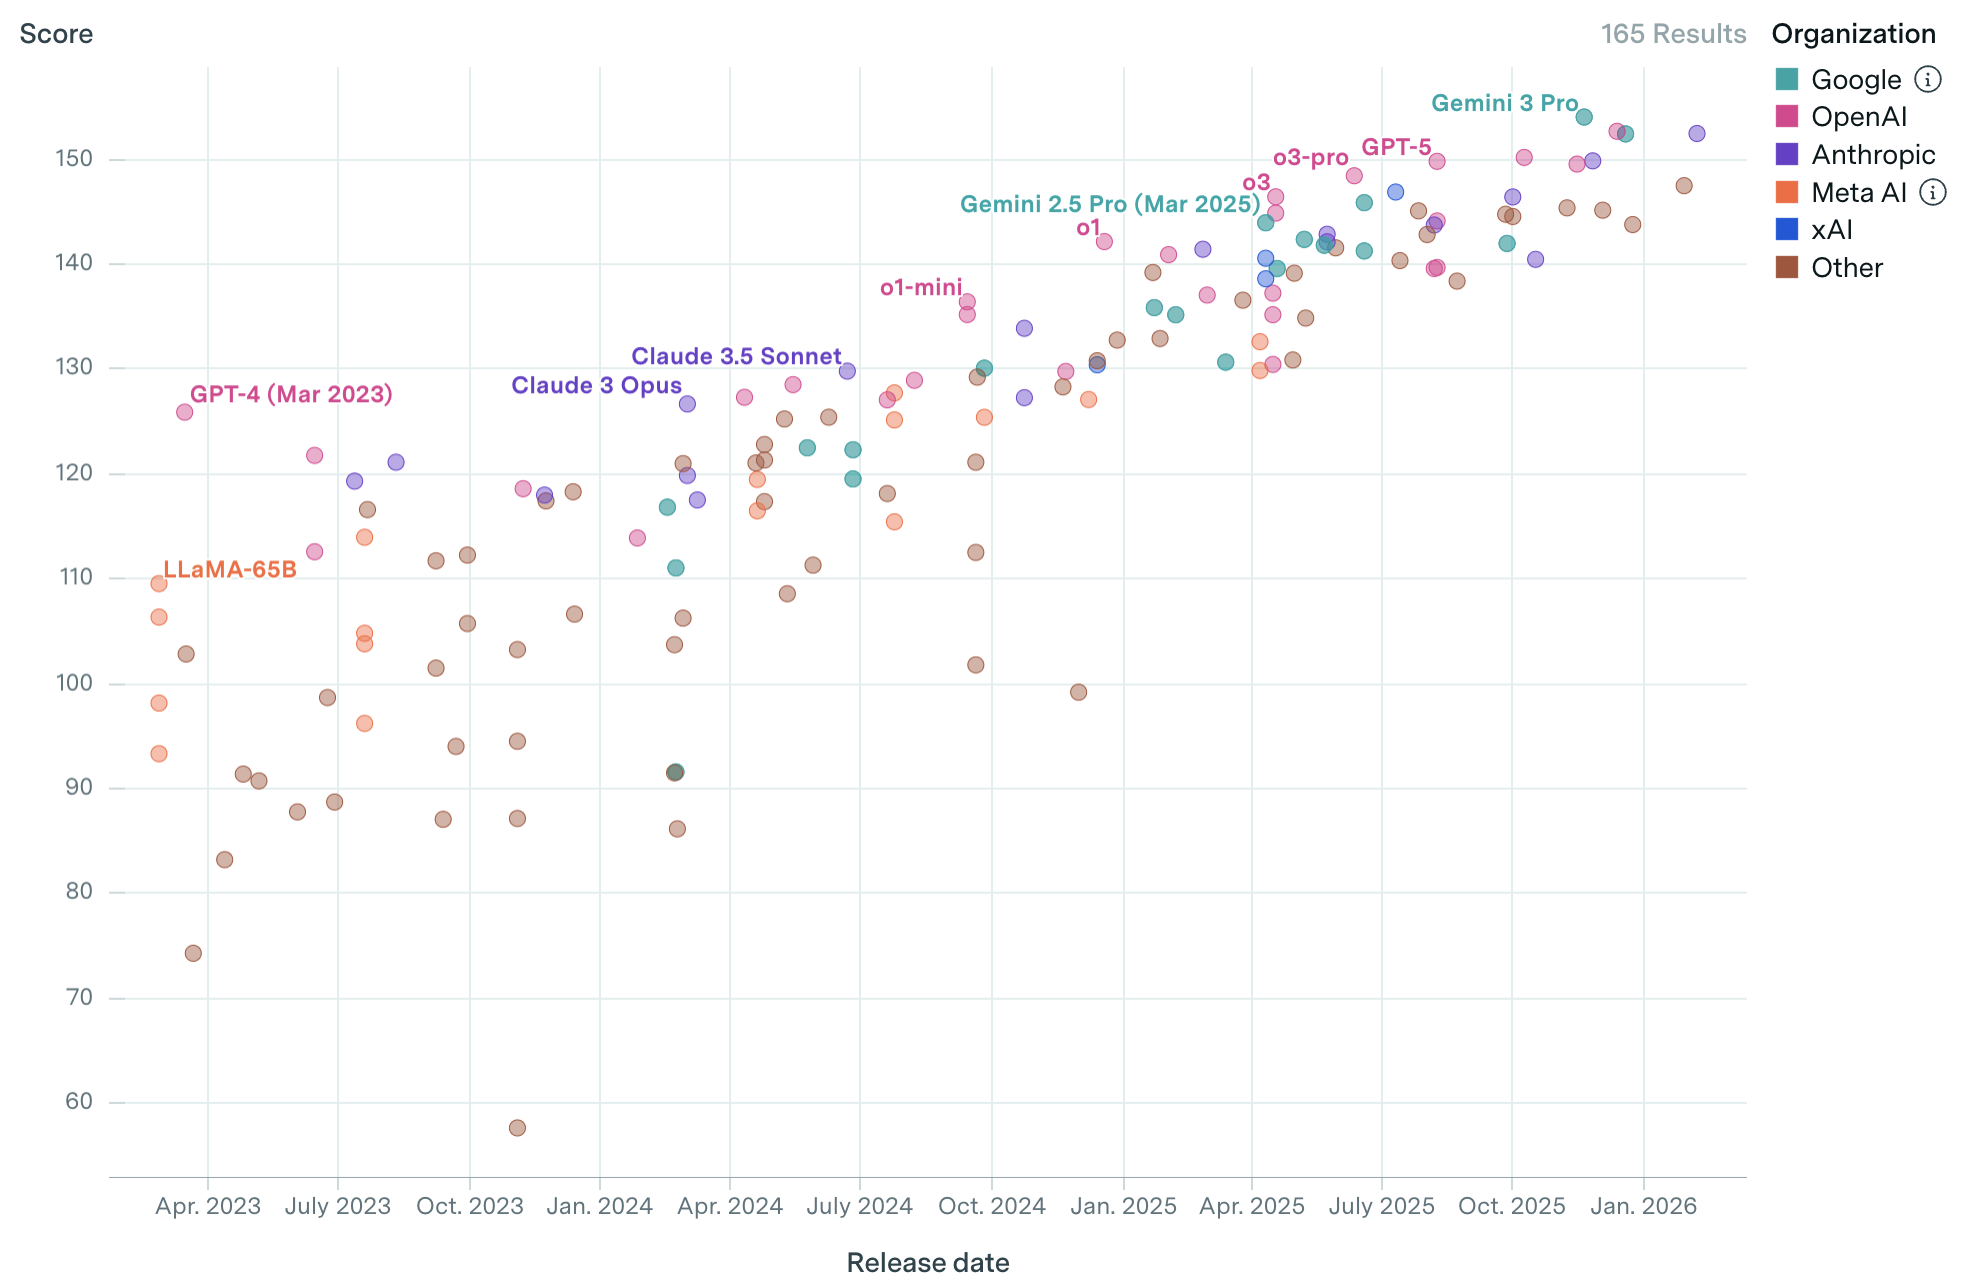 Score
165 Results
Organization
Google
OpenAI
Anthropic
Meta AI
xAI
Other
Gemini 3 Pro
GPT-5
o3-pro
o3
Gemini 2.5 Pro (Mar 2025)
o1
o1-mini
Claude 3.5 Sonnet
Claude 3 Opus
GPT-4 (Mar 2023)
LLaMA-65B
150
140
130
120
110
100
90
80
70
60
Apr. 2023 July 2023 Oct. 2023 Jan. 2024 Apr. 2024 July 2024 Oct. 2024 Jan. 2025 Apr. 2025 July 2025 Oct. 2025 Jan. 2026
Release date